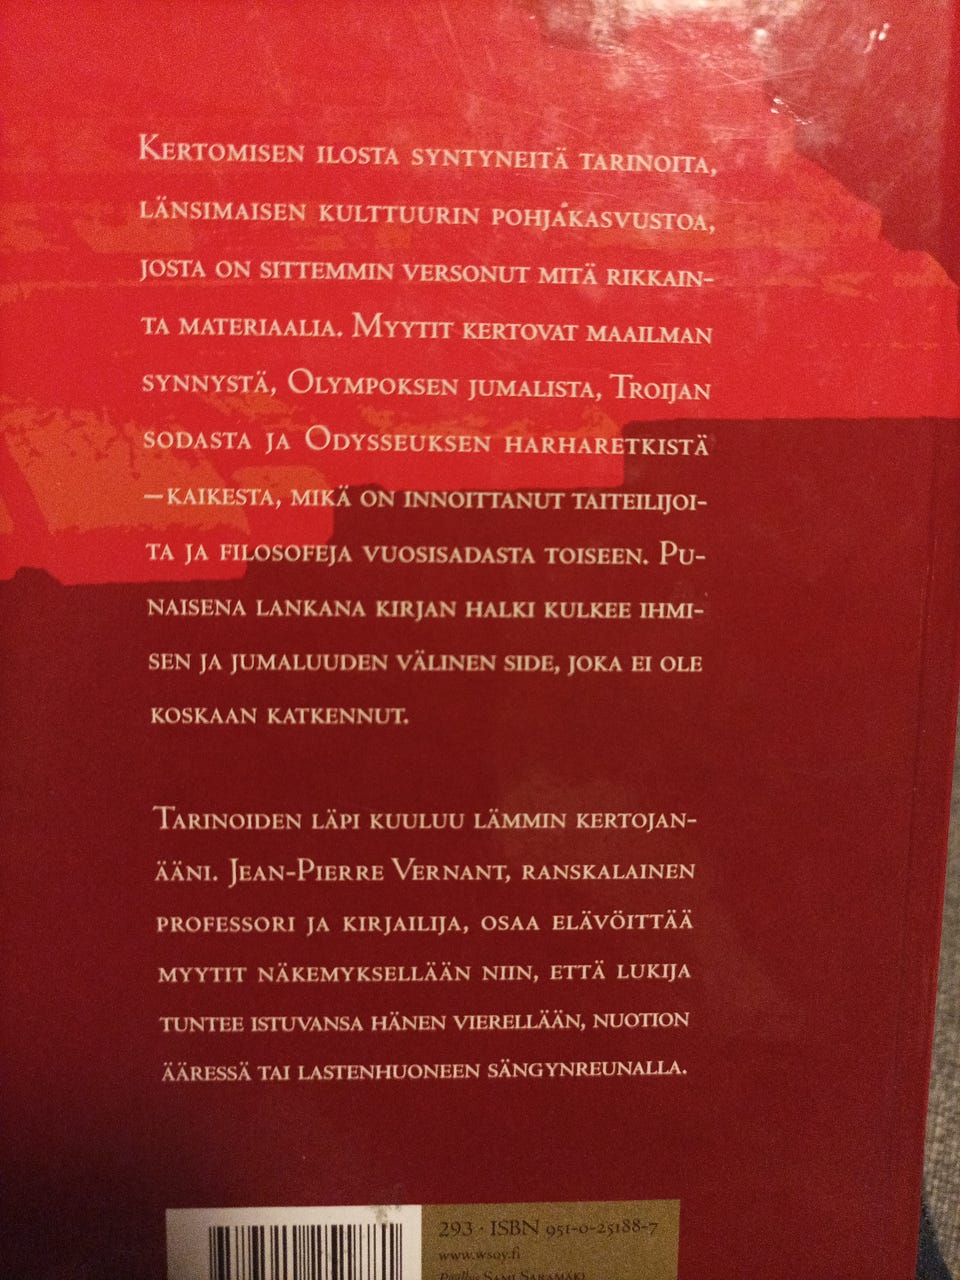 Kertomisen ilosta syntyneitä tarinoita,
länsimaisen kulttuurin pohjakasvustoa,
josta on sittemmin versonut mitä rikkain-
ta materiaalia. Myytit kertovat maailman
synnystä, Olympoksen jumalista, Troijan
sodasta ja Odysseuksen harharetkistä
–kaikesta, mikä on innoittanut taiteilijoi-
ta ja filosofeja vuosisadasta toiseen. Pu-
naisena lankana kirjan halki kulkee ihmi-
sen ja jumaluuden välinen side, joka ei ole
koskaan katkennut.
Tarinoiden läpi kuuluu lämmin kertojan-
ääni. Jean-Pierre Vernant, ranskalainen
professori ja kirjailija, osaa elävöittää
myytit näkemyksellään niin, että lukija
tuntee istuvansa hänen vierellään, nuotion
ääressä tai lastenhuoneen sängynreunalla.
293 · ISBN 951-0-25188-7
www.wsoy.fi
Päällys Sami Saramäki